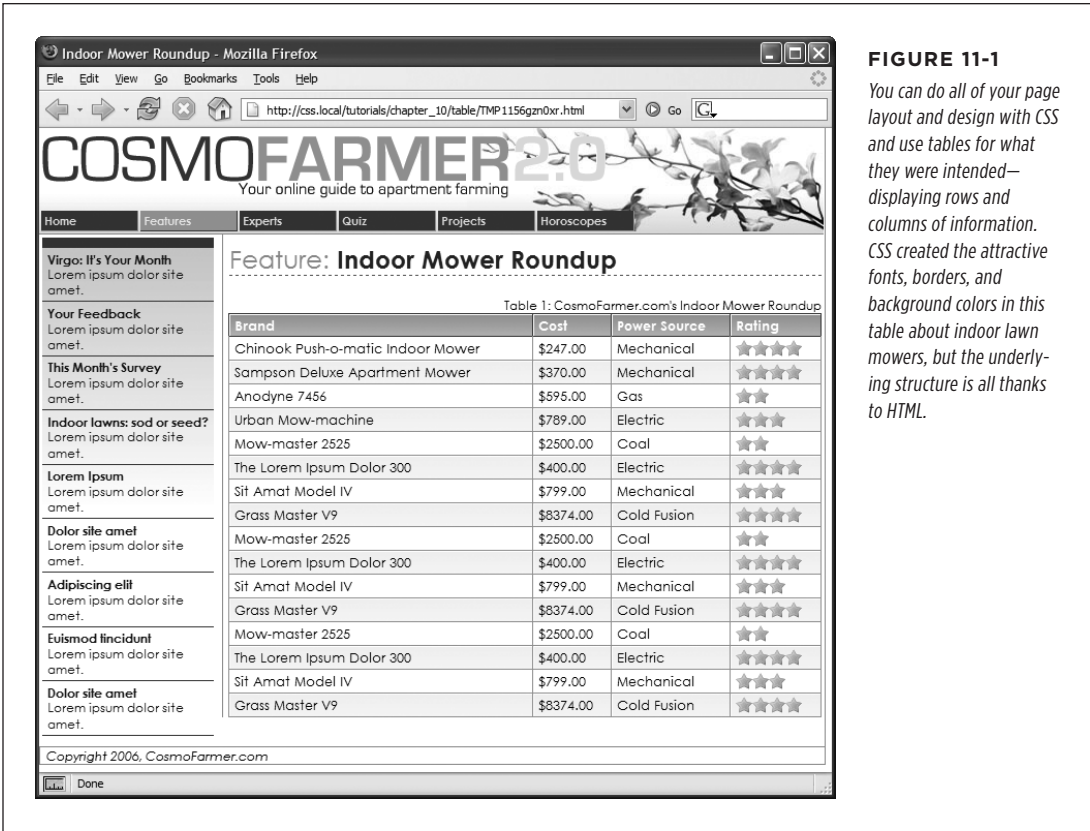 Indoor Mower Roundup - Mozilla Firefox
File Edit View Go Bookmarks Tools Help
http://css.local/tutorials/chapter_10/table/TMP1156gzn0xr.html Go G
COSMOFARMER2.0
Your online guide to apartment farming
Home Features Experts Quiz Projects Horoscopes
Virgo: It's Your Month
Lorem ipsum dolor site
amet.
Your Feedback
Lorem ipsum dolor site
amet.
This Month's Survey
Lorem ipsum dolor site
amet.
Indoor lawns: sod or seed?
Lorem ipsum dolor site
amet.
Lorem Ipsum
Lorem ipsum dolor site
amet.
Dolor site amet
Lorem ipsum dolor site
amet.
Adipiscing elit
Lorem ipsum dolor site
amet.
Euismod tincidunt
Lorem ipsum dolor site
amet.
Dolor site amet
Lorem ipsum dolor site
amet.
Feature: Indoor Mower Roundup
Table 1: CosmoFarmer.com's Indoor Mower Roundup
Brand Cost Power Source Rating
Chinook Push-o-matic Indoor Mower $247.00 Mechanical
Sampson Deluxe Apartment Mower $370.00 Mechanical
Anodyne 7456 $595.00 Gas
Urban Mow-machine $789.00 Electric
Mow-master 2525 $2500.00 Coal
The Lorem Ipsum Dolor 300 $400.00 Electric
Sit Amat Model IV $799.00 Mechanical
Grass Master V9 $8374.00 Cold Fusion
Mow-master 2525 $2500.00 Coal
The Lorem Ipsum Dolor 300 $400.00 Electric
Sit Amat Model IV $799.00 Mechanical
Grass Master V9 $8374.00 Cold Fusion
Mow-master 2525 $2500.00 Coal
The Lorem Ipsum Dolor 300 $400.00 Electric
Sit Amat Model IV $799.00 Mechanical
Grass Master V9 $8374.00 Cold Fusion
Copyright 2006, CosmoFarmer.com
Done
FIGURE 11-1
You can do all of your page
layout and design with CSS
and use tables for what
they were intended—
displaying rows and
columns of information.
CSS created the attractive
fonts, borders, and
background colors in this
table about indoor lawn
mowers, but the underly-
ing structure is all thanks
to HTML.